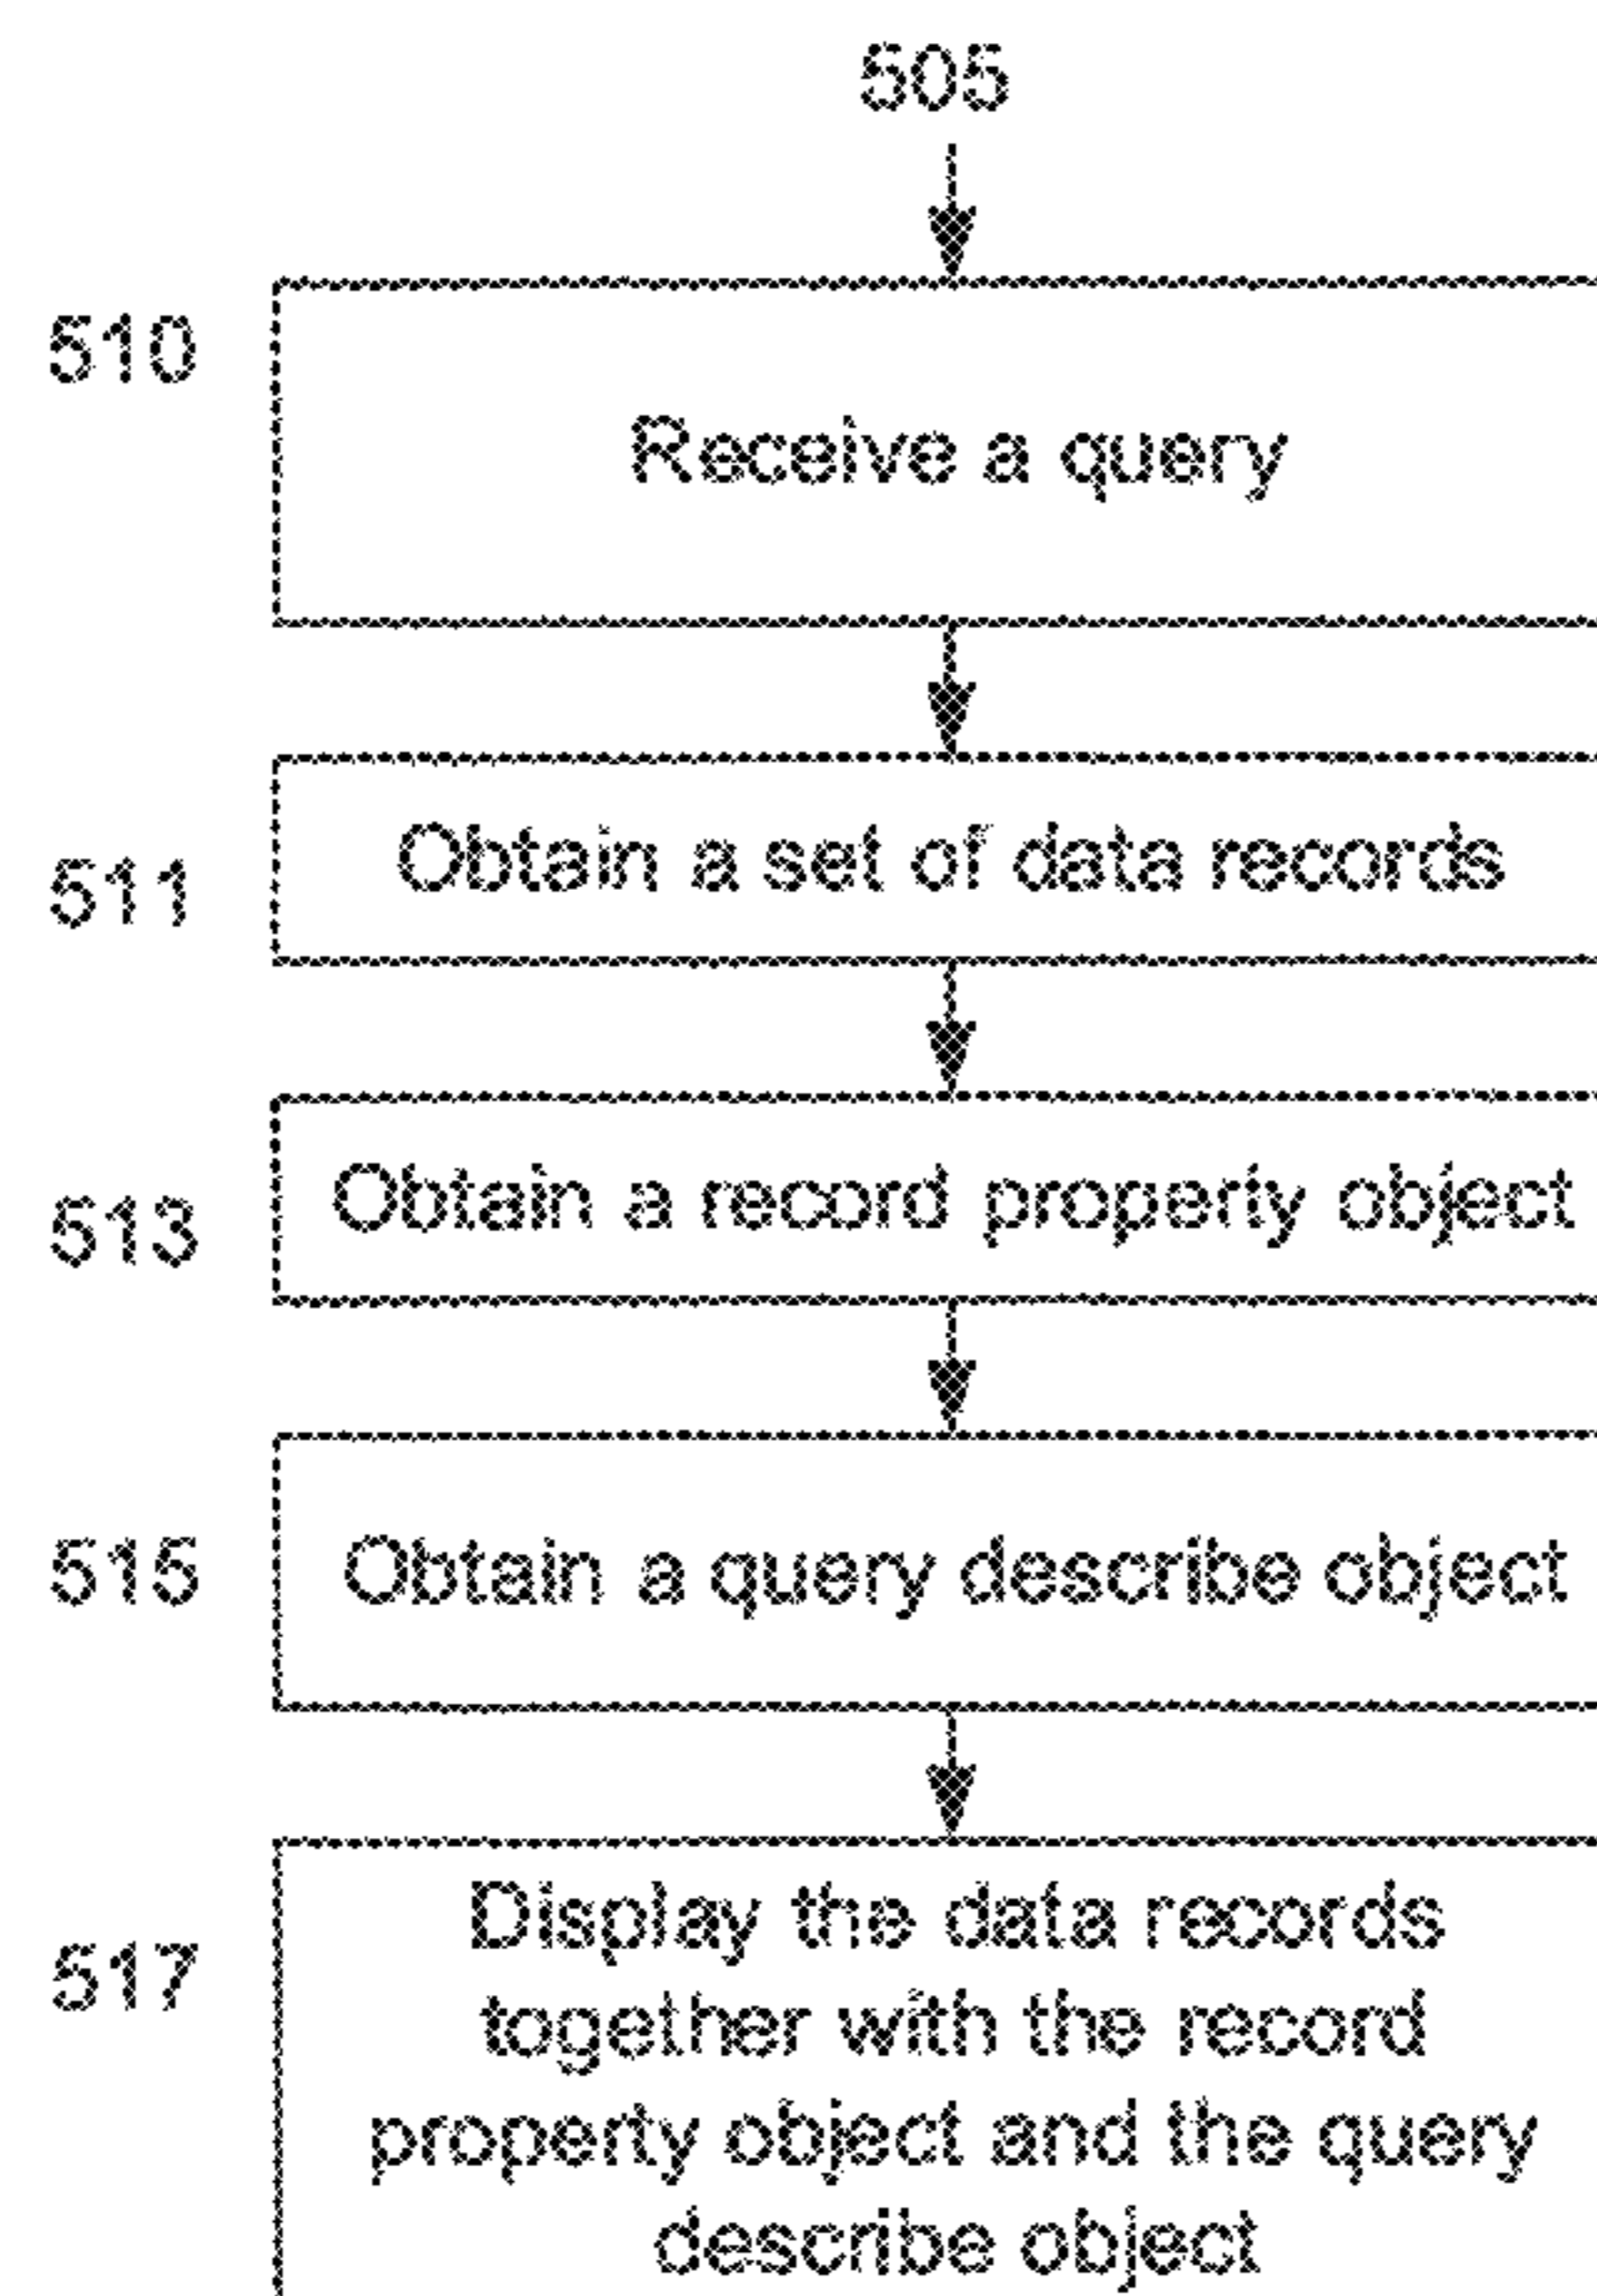 505
510
Receive a query
511
Obtain a set of data records
513
Obtain a record property object
515
Obtain a query describe object
517
Display the data records
together with the record
property object and the query
describe object